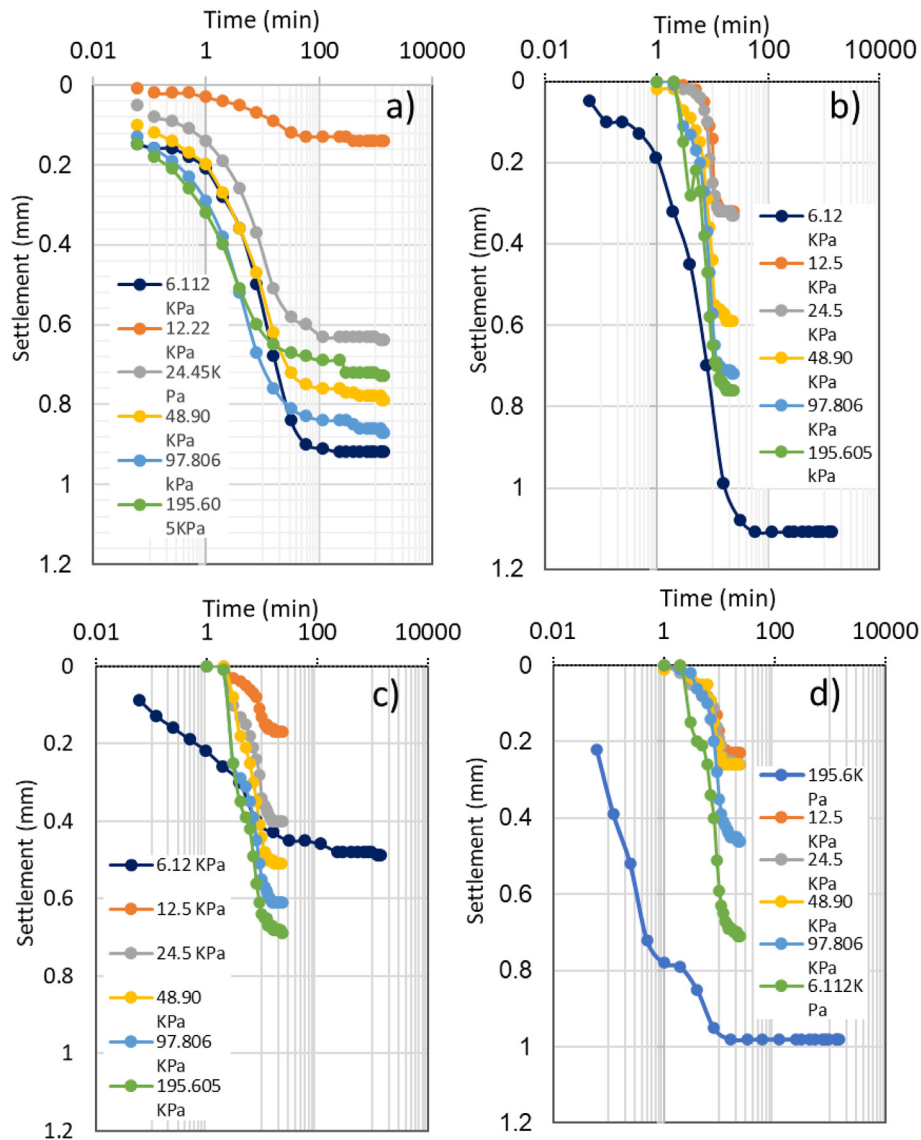 Time (min)
0.01 1 100 10000
a)
0
0.2
0.4
0.6
0.8
1
1.2
Settlement (mm)
6.112
KPa
12.22
KPa
24.45K
Pa
48.90
KPa
97.806
kPa
195.60
5KPa
Time (min)
0.01 1 100 10000
b)
0
0.2
0.4
0.6
0.8
1
1.2
Settlement (mm)
6.12
KPa
12.5
KPa
24.5
KPa
48.90
KPa
97.806
KPa
195.605
kPa
Time (min)
0.01 1 100 10000
c)
0
0.2
0.4
0.6
0.8
1
1.2
Settlement (mm)
6.12 KPa
12.5 KPa
24.5 KPa
48.90
KPa
97.806
KPa
195.605
KPa
Time (min)
0.01 1 100 10000
d)
0
0.2
0.4
0.6
0.8
1
1.2
Settlement (mm)
195.6K
Pa
12.5
KPa
24.5
KPa
48.90
KPa
97.806
KPa
6.112K
Pa